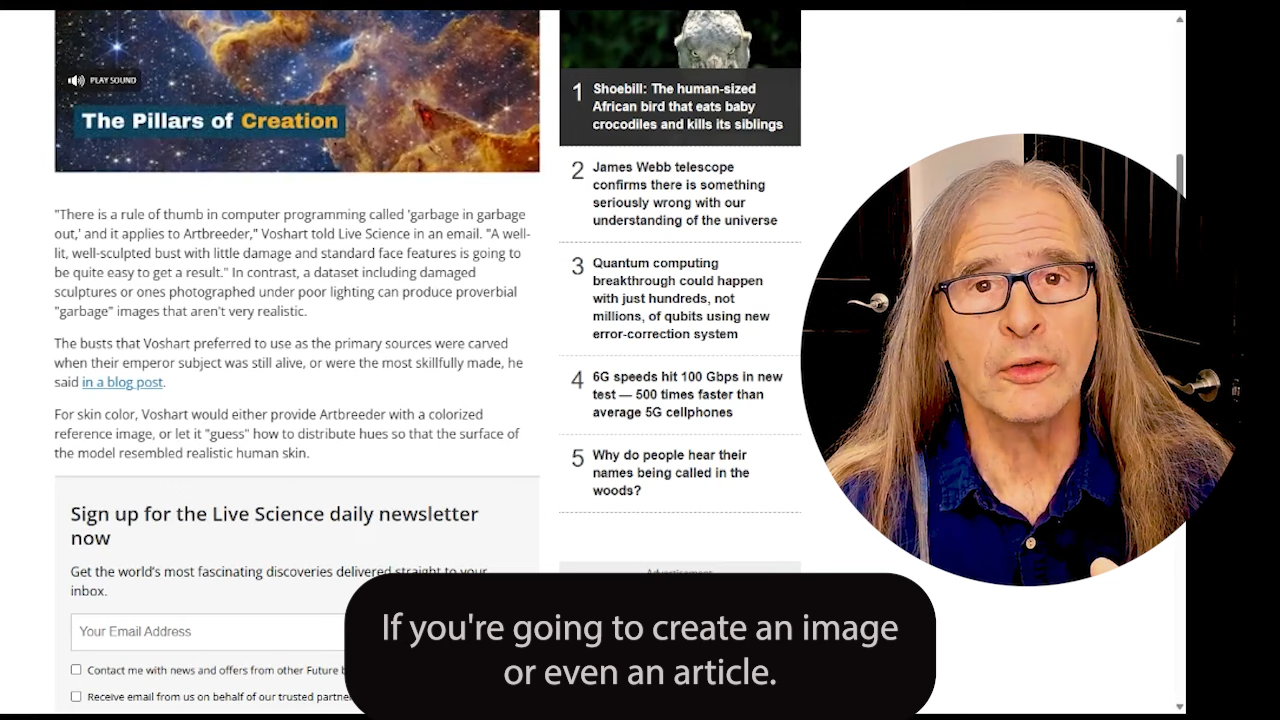 PLAY SOUND
The Pillars of Creation
"There is a rule of thumb in computer programming called 'garbage in garbage
out,' and it applies to Artbreeder," Voshart told Live Science in an email. "A well-
lit, well-sculpted bust with little damage and standard face features is going to
be quite easy to get a result." In contrast, a dataset including damaged
sculptures or ones photographed under poor lighting can produce proverbial
"garbage" images that aren't very realistic.
The busts that Voshart preferred to use as the primary sources were carved
when their emperor subject was still alive, or were the most skillfully made, he
said in a blog post.
For skin color, Voshart would either provide Artbreeder with a colorized
reference image, or let it "guess" how to distribute hues so that the surface of
the model resembled realistic human skin.
Sign up for the Live Science daily newsletter
now
Get the world's most fascinating discoveries delivered straight to your
inbox.
Your Email Address
Contact me with news and offers from other Future
Receive email from us on behalf of our trusted
1 Shoebill: The human-sized
African bird that eats baby
crocodiles and kills its siblings
2 James Webb telescope
confirms there is something
seriously wrong with our
understanding of the universe
3 Quantum computing
breakthrough could happen
with just hundreds, not
millions, of qubits using new
error-correction system
4 6G speeds hit 100 Gbps in new
test — 500 times faster than
average 5G cellphones
5 Why do people hear their
names being called in the
woods?
Advertisement
If you're going to create an image
or even an article.